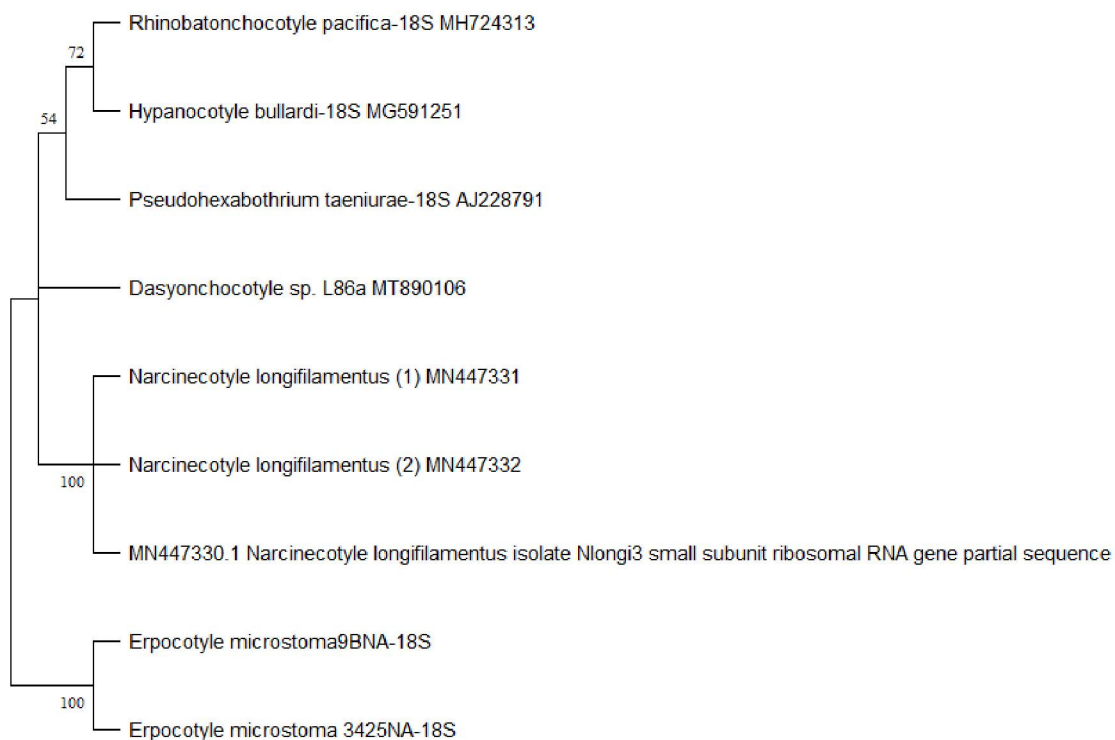 Rhinobatonchocotyle pacifica-18S MH724313
72
Hypanocotyle bullardi-18S MG591251
54
Pseudohexabothrium taeniurae-18S AJ228791
Dasyonchocotyle sp. L86a MT890106
Narcinecotyle longifilamentus (1) MN447331
Narcinecotyle longifilamentus (2) MN447332
100
MN447330.1 Narcinecotyle longifilamentus isolate Nlongi3 small subunit ribosomal RNA gene partial sequence
Erpocotyle microstoma9BNA-18S
100
Erpocotyle microstoma 3425NA-18S